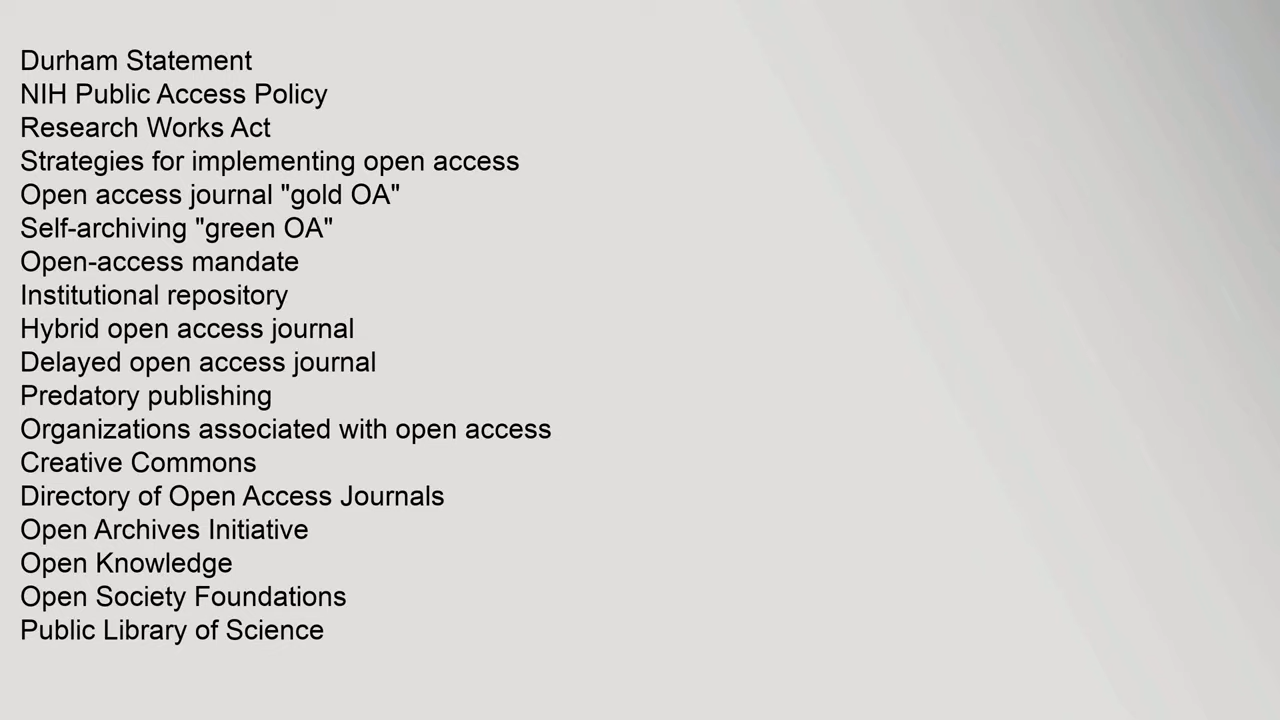 Durham Statement
NIH Public Access Policy
Research Works Act
Strategies for implementing open access
Open access journal "gold OA"
Self-archiving "green OA"
Open-access mandate
Institutional repository
Hybrid open access journal
Delayed open access journal
Predatory publishing
Organizations associated with open access
Creative Commons
Directory of Open Access Journals
Open Archives Initiative
Open Knowledge
Open Society Foundations
Public Library of Science